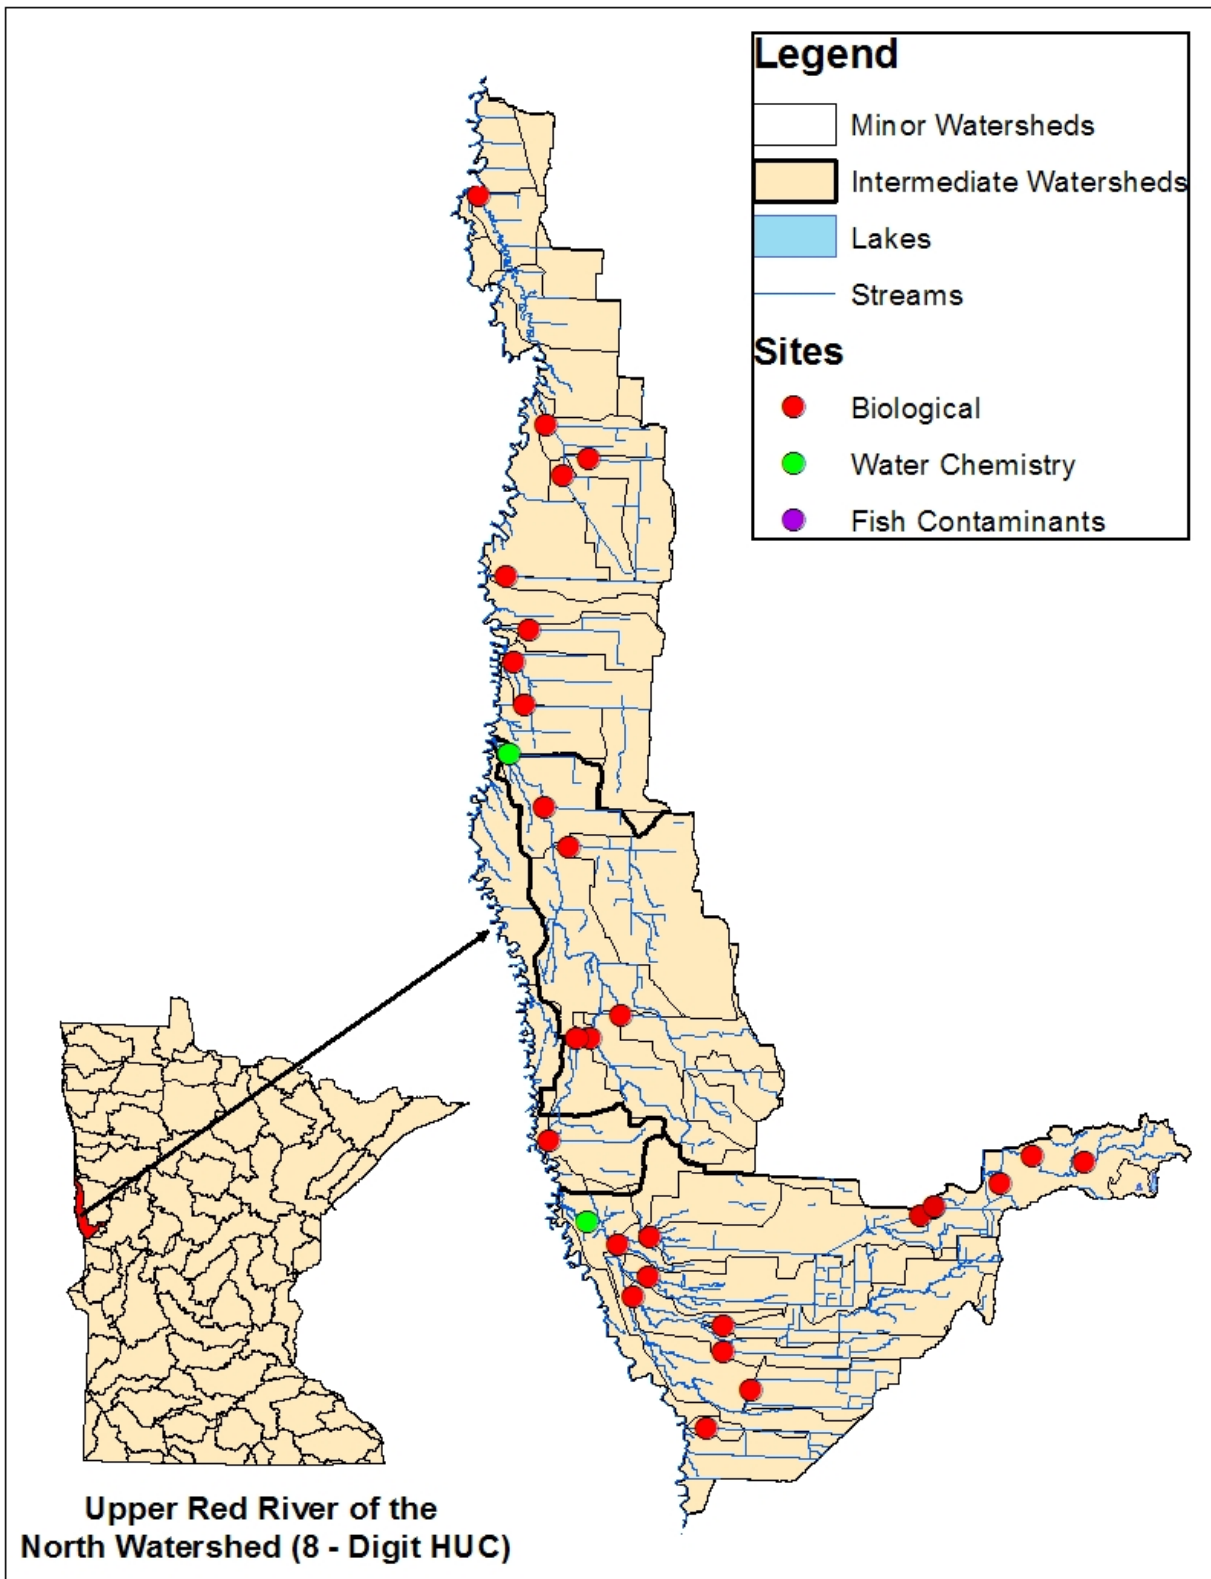 Legend
Minor Watersheds
Intermediate Watersheds
Lakes
Streams
Sites
Biological
Water Chemistry
Fish Contaminants
Upper Red River of the
North Watershed (8 - Digit HUC)